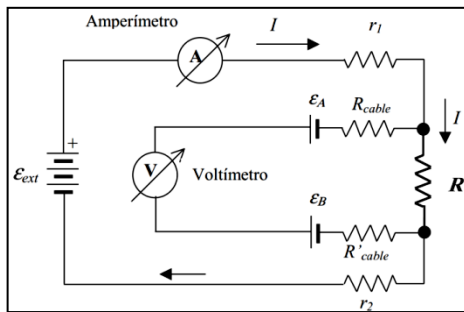 Amperímetro
I
r1
A
εA
Rcable
I
+
εext
V
Voltímetro
R
εB
R'cable
r2